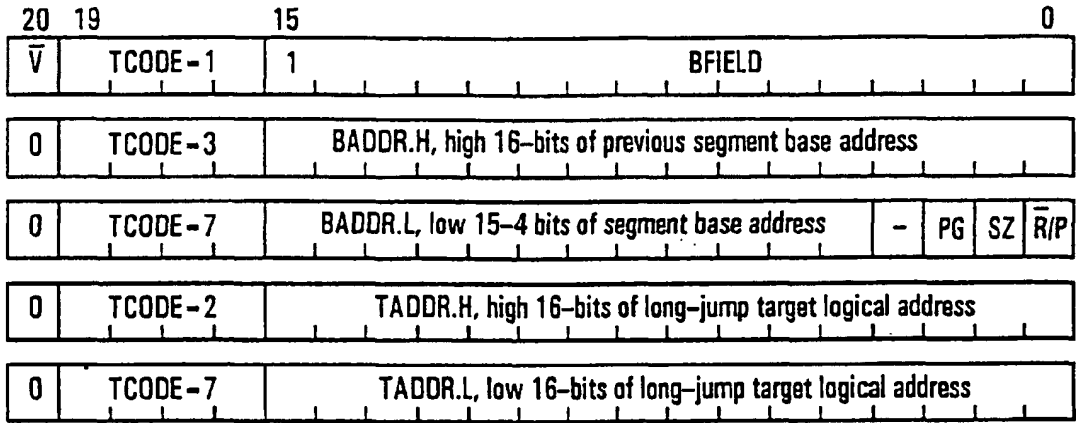 20 19 15 0
V̅ TCODE-1 1 BFIELD
0 TCODE-3 BADDR.H, high 16-bits of previous segment base address
0 TCODE-7 BADDR.L, low 15-4 bits of segment base address - PG SZ R̅/P
0 TCODE-2 TADDR.H, high 16-bits of long-jump target logical address
0 TCODE-7 TADDR.L, low 16-bits of long-jump target logical address